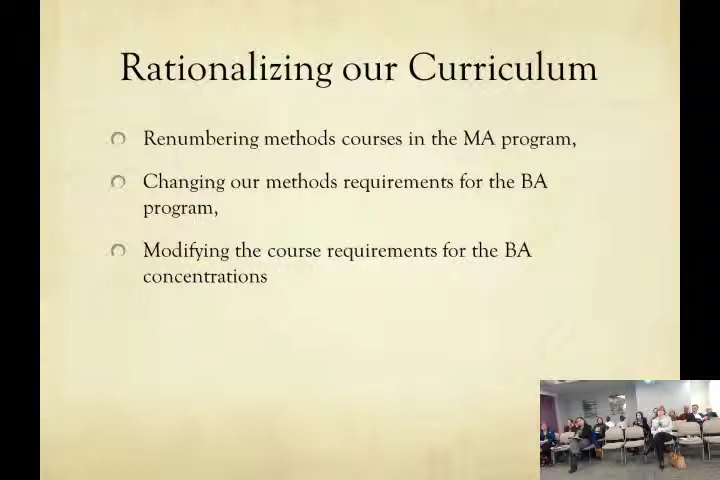 Rationalizing our Curriculum
Renumbering methods courses in the MA program,
Changing our methods requirements for the BA
program,
Modifying the course requirements for the BA
concentrations